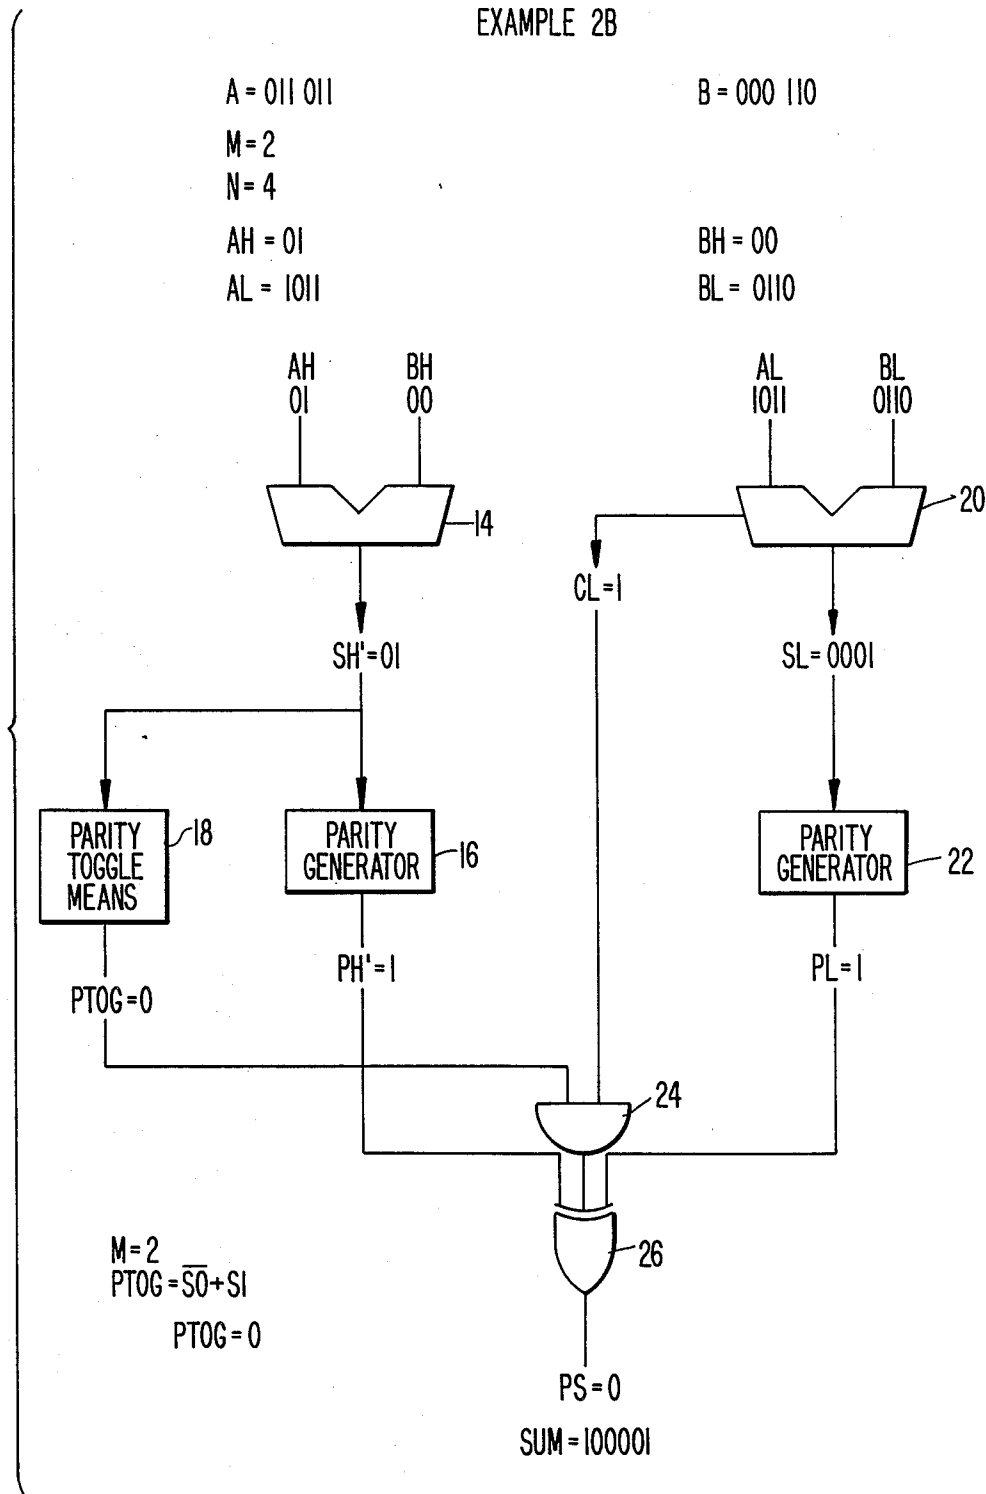 EXAMPLE 2B
A = 011 011
B = 000 110
M = 2
N = 4
AH = 01
BH = 00
AL = 1011
BL = 0110
AH
01
BH
00
AL
1011
BL
0110
14
20
CL=1
SH'=01
SL=0001
PARITY
TOGGLE
MEANS
18
PARITY
GENERATOR
16
PARITY
GENERATOR
22
PTOG=0
PH'=1
PL=1
24
26
M=2
PTOG = S̅0̅+S1
PTOG=0
PS=0
SUM=100001